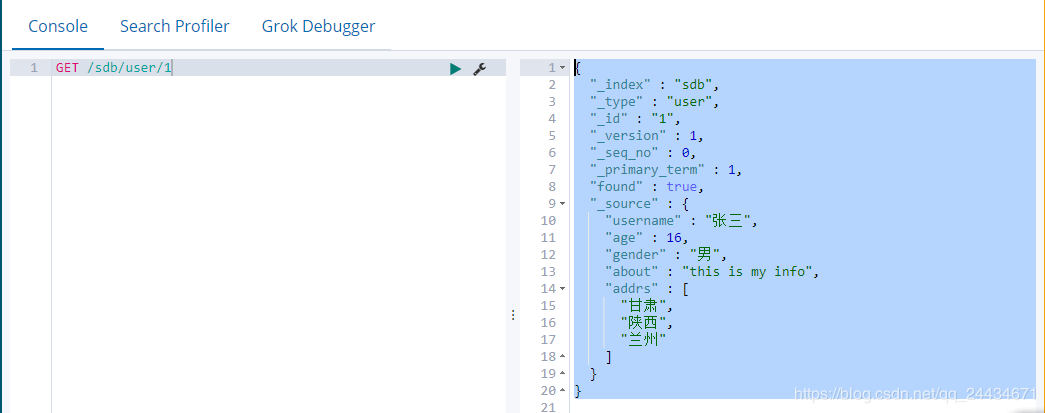 Console Search Profiler Grok Debugger
1 GET /sdb/user/1
1 {
2 "_index" : "sdb",
3 "_type" : "user",
4 "_id" : "1",
5 "_version" : 1,
6 "_seq_no" : 0,
7 "_primary_term" : 1,
8 "found" : true,
9 "_source" : {
10 "username" : "张三",
11 "age" : 16,
12 "gender" : "男",
13 "about" : "this is my info",
14 "addrs" : [
15 "甘肃",
16 "陕西",
17 "兰州"
18 ]
19 }
20 }
21
https://blog.csdn.net/qq_24434671